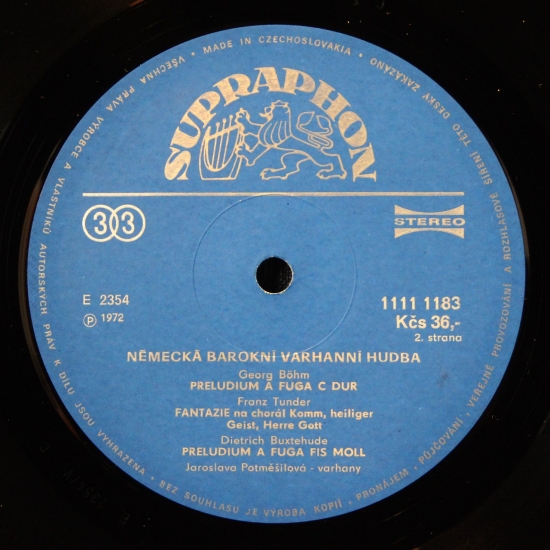 • MADE IN CZECHOSLOVAKIA •
VŠECHNA PRÁVA VÝROBCE A VLASTNÍKŮ AUTORSKÝCH PRÁV K DÍLU JSOU VYHRAZENA • BEZ SOUHLASU JE VÝROBA KOPIÍ • PRONÁJEM • PŮJČOVÁNÍ • VEŘEJNÉ PROVOZOVÁNÍ A ROZHLASOVÉ ŠÍŘENÍ TÉTO DESKY ZAKÁZÁNO
SUPRAPHON
33
STEREO
E 2354
Ⓟ 1972
1111 1183
Kčs 36,-
2. strana
NĚMECKÁ BAROKNÍ VARHANNÍ HUDBA
Georg Böhm
PRELUDIUM A FUGA C DUR
Franz Tunder
FANTAZIE na chorál Komm, heiliger
Geist, Herre Gott
Dietrich Buxtehude
PRELUDIUM A FUGA FIS MOLL
Jaroslava Potměšilová - varhany